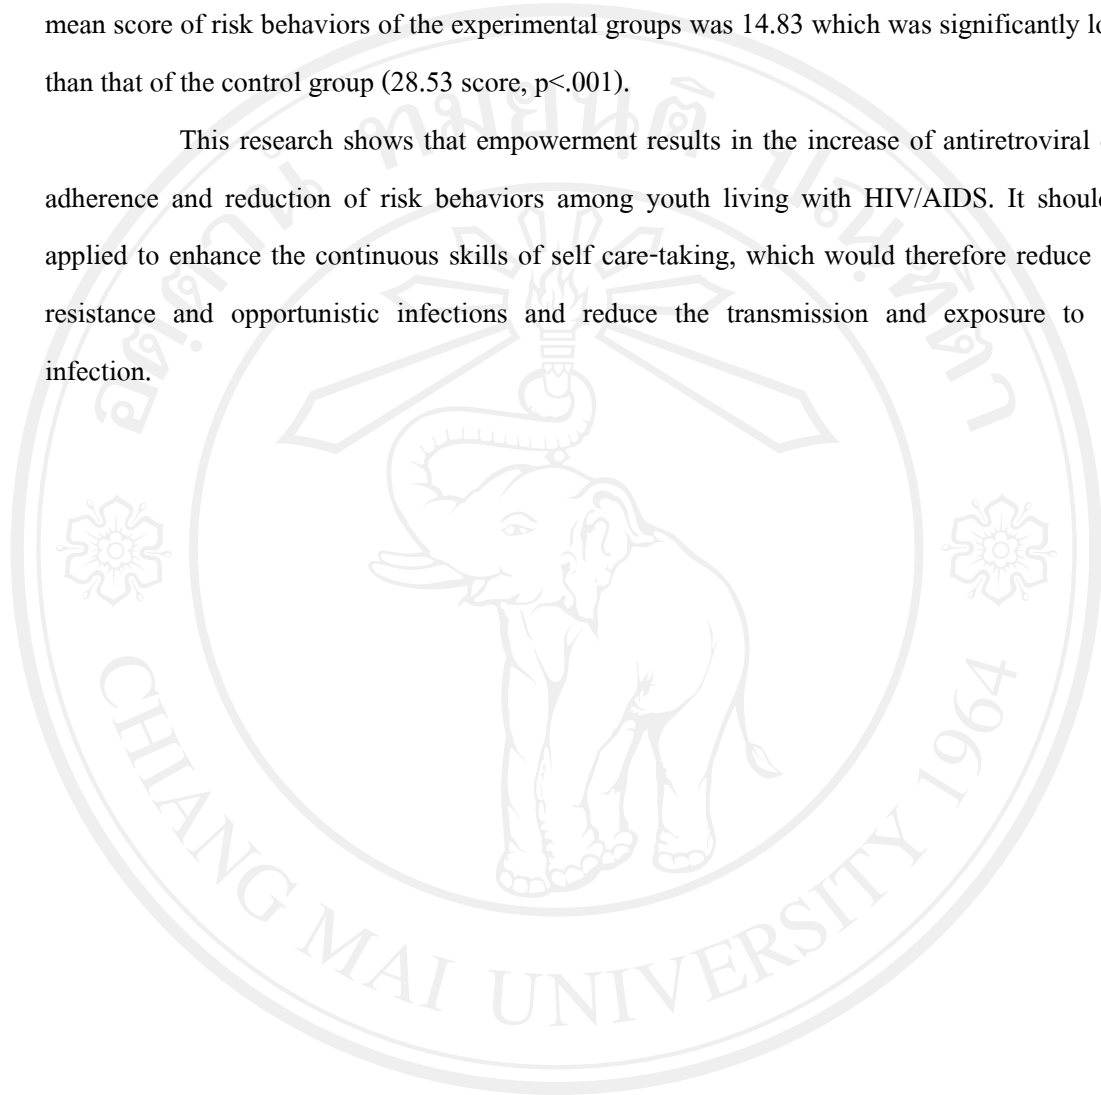 mean score of risk behaviors of the experimental groups was 14.83 which was significantly
than that of the control group (28.53 score, p<.001).
This research shows that empowerment results in the increase of antiretroviral
adherence and reduction of risk behaviors among youth living with HIV/AIDS. It should
applied to enhance the continuous skills of self care-taking, which would therefore reduce
resistance and opportunistic infections and reduce the transmission and exposure to
infection.
CHIANG MAI UNIVERSITY 1964